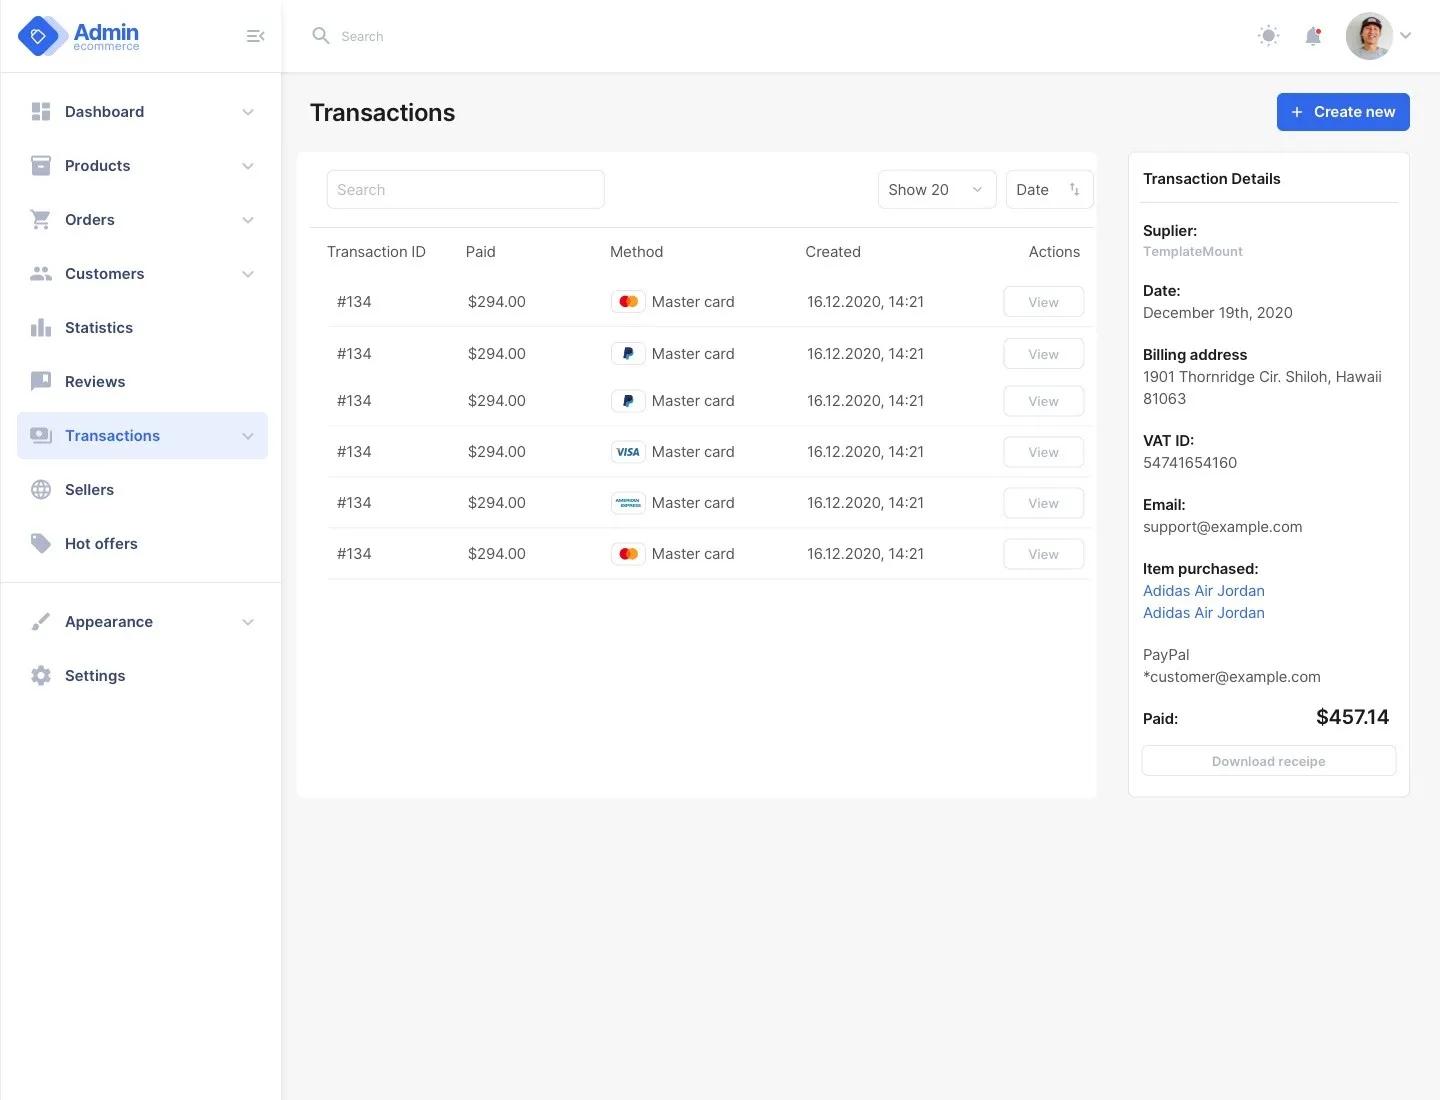 Admin
ecommerce
Search
Dashboard
Products
Orders
Customers
Statistics
Reviews
Transactions
Sellers
Hot offers
Appearance
Settings
Transactions
+ Create new
Search
Show 20
Date
Transaction ID Paid Method Created Actions
#134 $294.00 Master card 16.12.2020, 14:21 View
#134 $294.00 Master card 16.12.2020, 14:21 View
#134 $294.00 Master card 16.12.2020, 14:21 View
#134 $294.00 VISA Master card 16.12.2020, 14:21 View
#134 $294.00 AMERICAN EXPRESS Master card 16.12.2020, 14:21 View
#134 $294.00 Master card 16.12.2020, 14:21 View
Transaction Details
Suplier:
TemplateMount
Date:
December 19th, 2020
Billing address
1901 Thornridge Cir. Shiloh, Hawaii
81063
VAT ID:
54741654160
Email:
support@example.com
Item purchased:
Adidas Air Jordan
Adidas Air Jordan
PayPal
*customer@example.com
Paid: $457.14
Download receipe